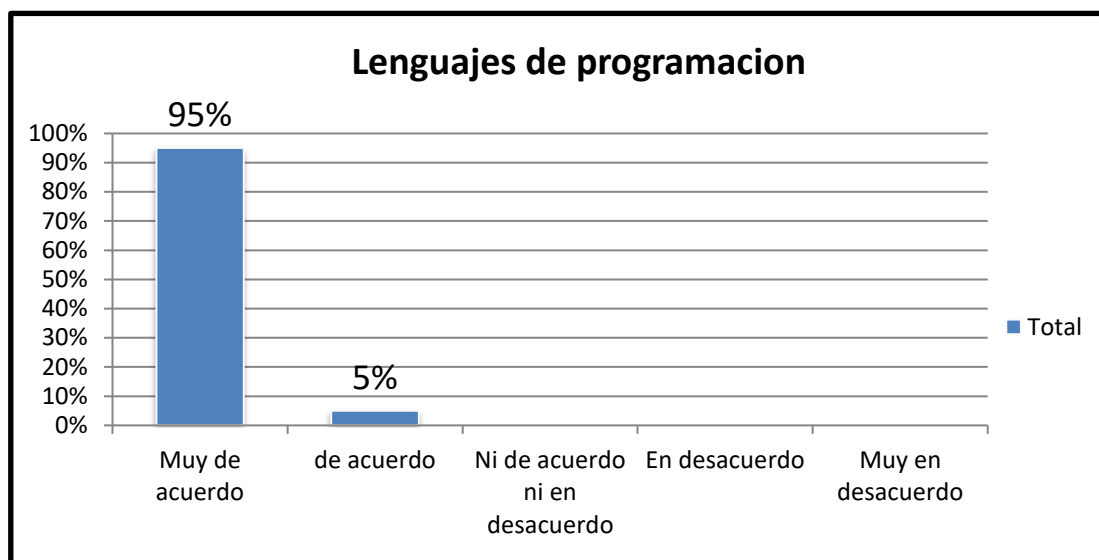 Lenguajes de programacion
95%
100%
90%
80%
70%
60%
50%
40%
30%
20%
10%
0%
5%
Muy de
acuerdo
de acuerdo
Ni de acuerdo
ni en
desacuerdo
En desacuerdo
Muy en
desacuerdo
Total